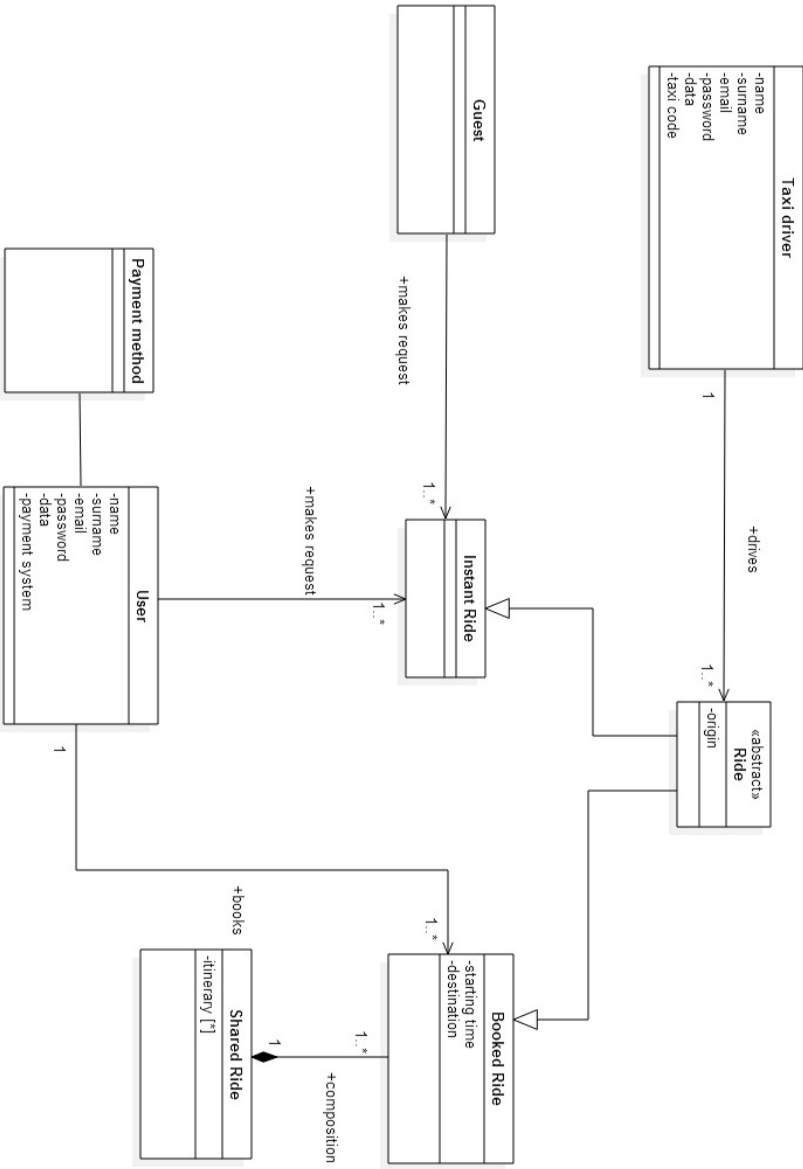 Taxi driver
-name
-surname
-email
-password
-data
-taxi code
1
+drives
1..*
«abstract»
Ride
-origin
Guest
+makes request
1..*
Instant Ride
Booked Ride
-starting time
-destination
Payment method
User
-name
-surname
-email
-password
-data
-payment system
+makes request
1..*
1
+books
1..*
1..*
+composition
1
Shared Ride
-itinerary [*]